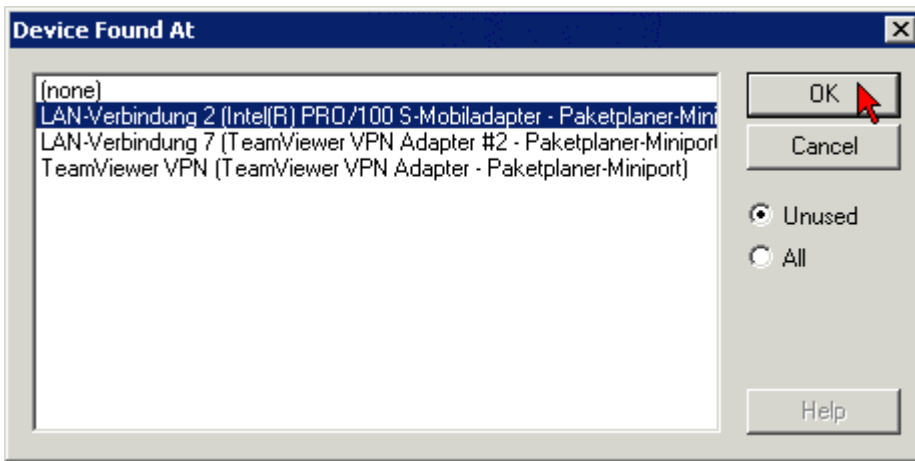 Device Found At
(none)
LAN-Verbindung 2 (Intel(R) PRO/100 S-Mobiladapter - Paketplaner-Mini
LAN-Verbindung 7 (TeamViewer VPN Adapter #2 - Paketplaner-Miniport
TeamViewer VPN (TeamViewer VPN Adapter - Paketplaner-Miniport)
OK
Cancel
Unused
All
Help